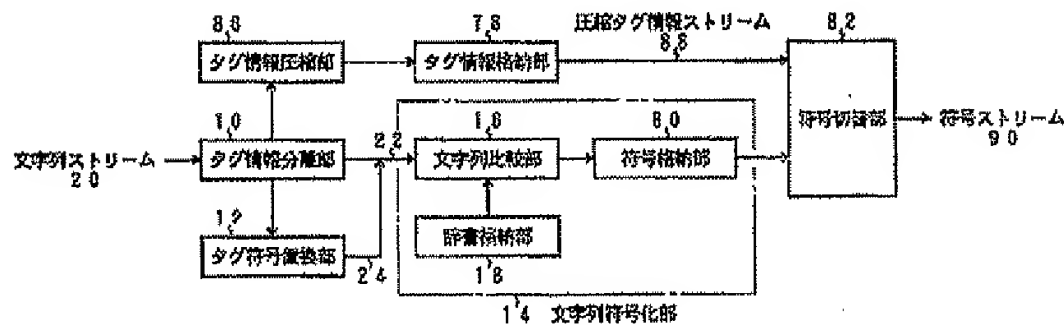 圧縮タグ情報ストリーム
88
86
78
82
タグ情報圧縮部
タグ情報格納部
符号切替部
10
22
16
80
文字列ストリーム
20
タグ情報分離部
文字列比較部
符号格納部
符号ストリーム
90
12
タグ符号置換部
24
辞書格納部
18
14 文字列符号化部